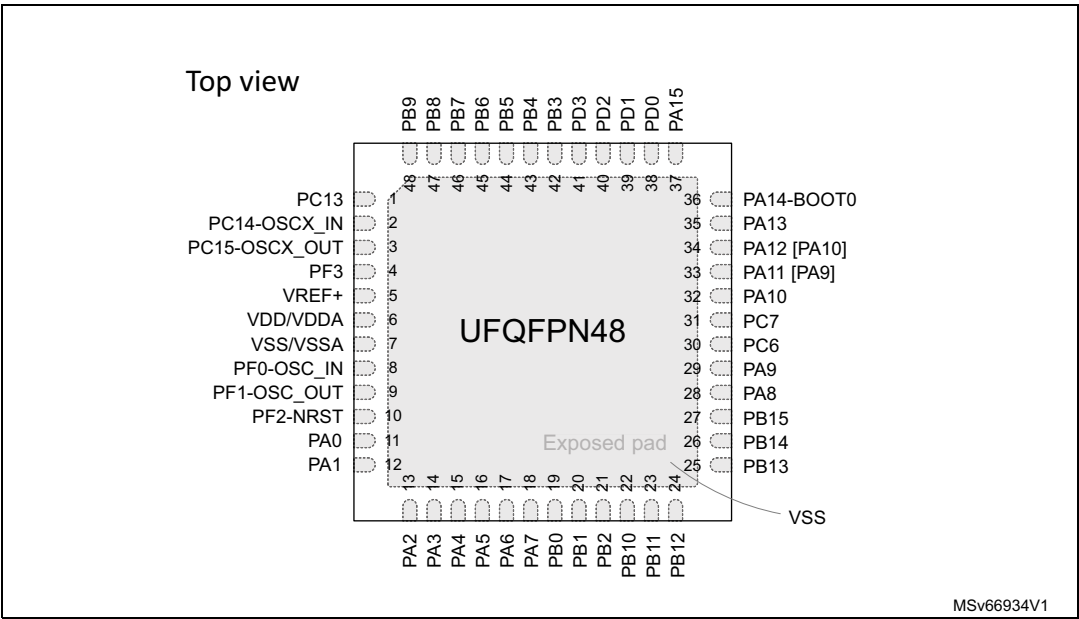 Top view
PB9
PB8
PB7
PB6
PB5
PB4
PB3
PD3
PD2
PD1
PD0
PA15
48
47
46
45
44
43
42
41
40
39
38
37
PC13 1
PC14-OSCX_IN 2
PC15-OSCX_OUT 3
PF3 4
VREF+ 5
VDD/VDDA 6
VSS/VSSA 7
PF0-OSC_IN 8
PF1-OSC_OUT 9
PF2-NRST 10
PA0 11
PA1 12
UFQFPN48
Exposed pad
36 PA14-BOOT0
35 PA13
34 PA12 [PA10]
33 PA11 [PA9]
32 PA10
31 PC7
30 PC6
29 PA9
28 PA8
27 PB15
26 PB14
25 PB13
VSS
13
14
15
16
17
18
19
20
21
22
23
24
PA2
PA3
PA4
PA5
PA6
PA7
PB0
PB1
PB2
PB10
PB11
PB12
MSv66934V1